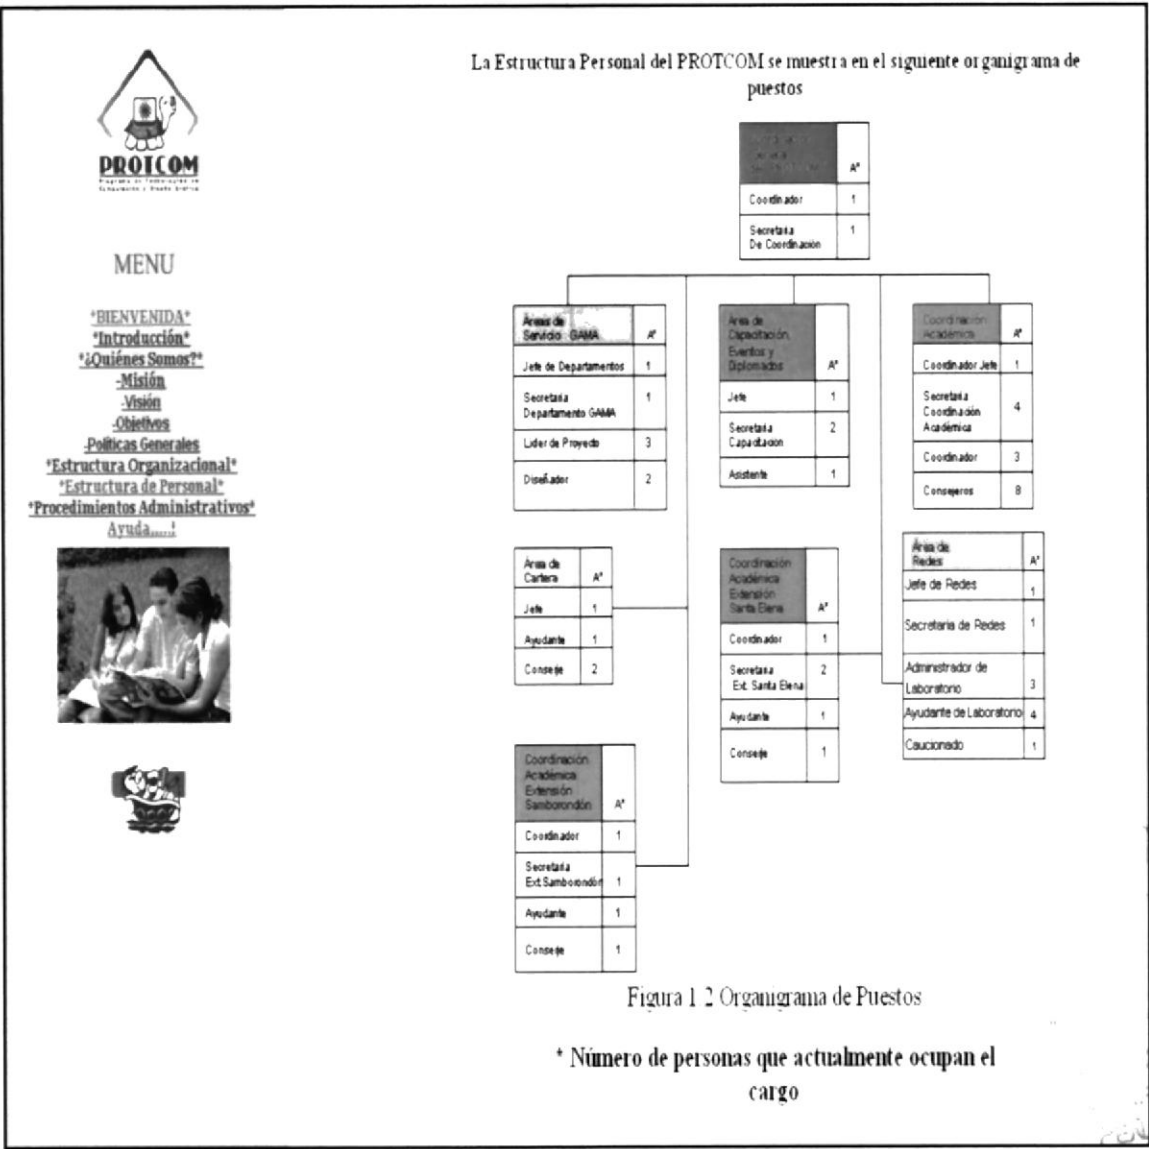 PROTCOM
MENU
*BIENVENIDA*
*Introducción*
*¿Quiénes Somos?*
-Misión
-Visión
-Objetivos
-Políticas Generales
*Estructura Organizacional*
*Estructura de Personal*
*Procedimientos Administrativos*
Ayuda.....!
La Estructura Personal del PROTCOM se muestra en el siguiente organigrama de
puestos
A*
Coordinador 1
Secretaria 1
De Coordinación
Áreas de
Servicio GAMA A*
Jefe de Departamentos 1
Secretaria 1
Departamento GAMA
Lider de Proyecto 3
Diseñador 2
Area de
Capacitación,
Eventos y
Diplomados A*
Jefe 1
Secretaria 2
Capacitacion
Asistente 1
Coordinación
Académica A*
Coordinador Jefe 1
Secretaria
Coordinación 4
Académica
Coordinador 3
Consejeros 8
Área de
Cartera A*
Jefe 1
Ayudante 1
Conserje 2
Coordinación
Académica
Extensión
Santa Elena A*
Coordinador 1
Secretaria 2
Ext. Santa Elena
Ayudante 1
Conserje 1
Área de
Redes A*
Jefe de Redes 1
Secretaria de Redes 1
Administrador de
Laboratorio 3
Ayudante de Laboratorio 4
Caucionado 1
Coordinación
Académica
Extensión
Samborondón A*
Coordinador 1
Secretaria
Ext.Samborondón 1
Ayudante 1
Conserje 1
Figura 1.2 Organigrama de Puestos
* Número de personas que actualmente ocupan el
cargo